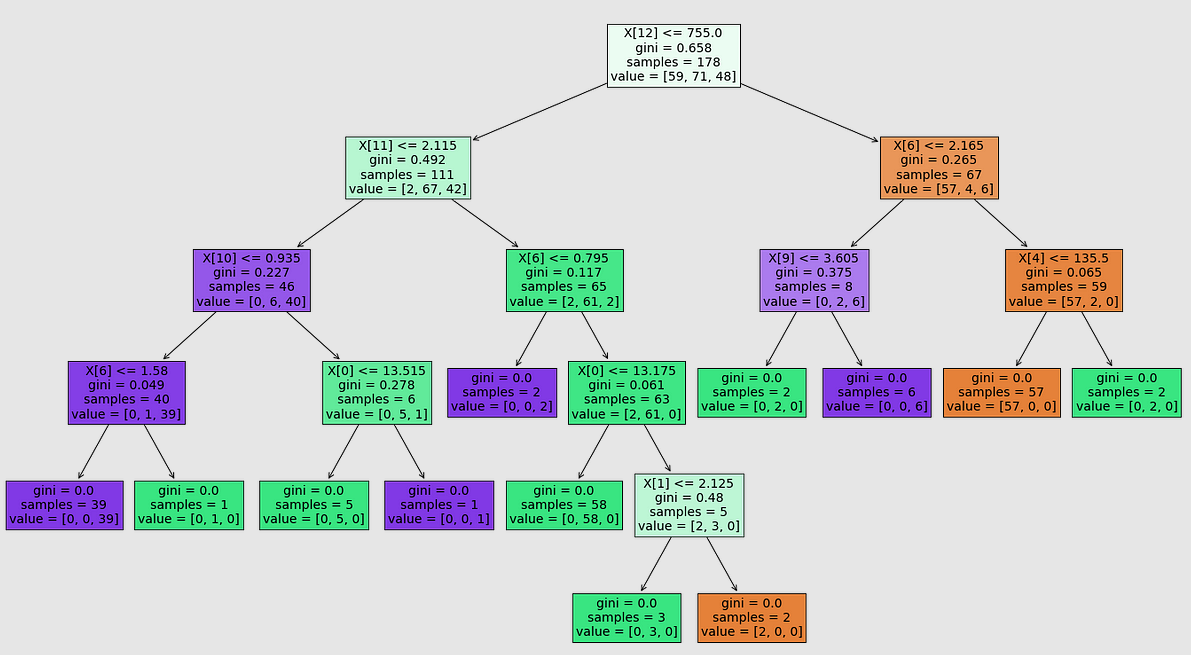 X[12] <= 755.0
gini = 0.658
samples = 178
value = [59, 71, 48]
X[11] <= 2.115
gini = 0.492
samples = 111
value = [2, 67, 42]
X[6] <= 2.165
gini = 0.265
samples = 67
value = [57, 4, 6]
X[10] <= 0.935
gini = 0.227
samples = 46
value = [0, 6, 40]
X[6] <= 0.795
gini = 0.117
samples = 65
value = [2, 61, 2]
X[9] <= 3.605
gini = 0.375
samples = 8
value = [0, 2, 6]
X[4] <= 135.5
gini = 0.065
samples = 59
value = [57, 2, 0]
X[6] <= 1.58
gini = 0.049
samples = 40
value = [0, 1, 39]
X[0] <= 13.515
gini = 0.278
samples = 6
value = [0, 5, 1]
gini = 0.0
samples = 2
value = [0, 0, 2]
X[0] <= 13.175
gini = 0.061
samples = 63
value = [2, 61, 0]
gini = 0.0
samples = 2
value = [0, 2, 0]
gini = 0.0
samples = 6
value = [0, 0, 6]
gini = 0.0
samples = 57
value = [57, 0, 0]
gini = 0.0
samples = 2
value = [0, 2, 0]
gini = 0.0
samples = 39
value = [0, 0, 39]
gini = 0.0
samples = 1
value = [0, 1, 0]
gini = 0.0
samples = 5
value = [0, 5, 0]
gini = 0.0
samples = 1
value = [0, 0, 1]
gini = 0.0
samples = 58
value = [0, 58, 0]
X[1] <= 2.125
gini = 0.48
samples = 5
value = [2, 3, 0]
gini = 0.0
samples = 3
value = [0, 3, 0]
gini = 0.0
samples = 2
value = [2, 0, 0]